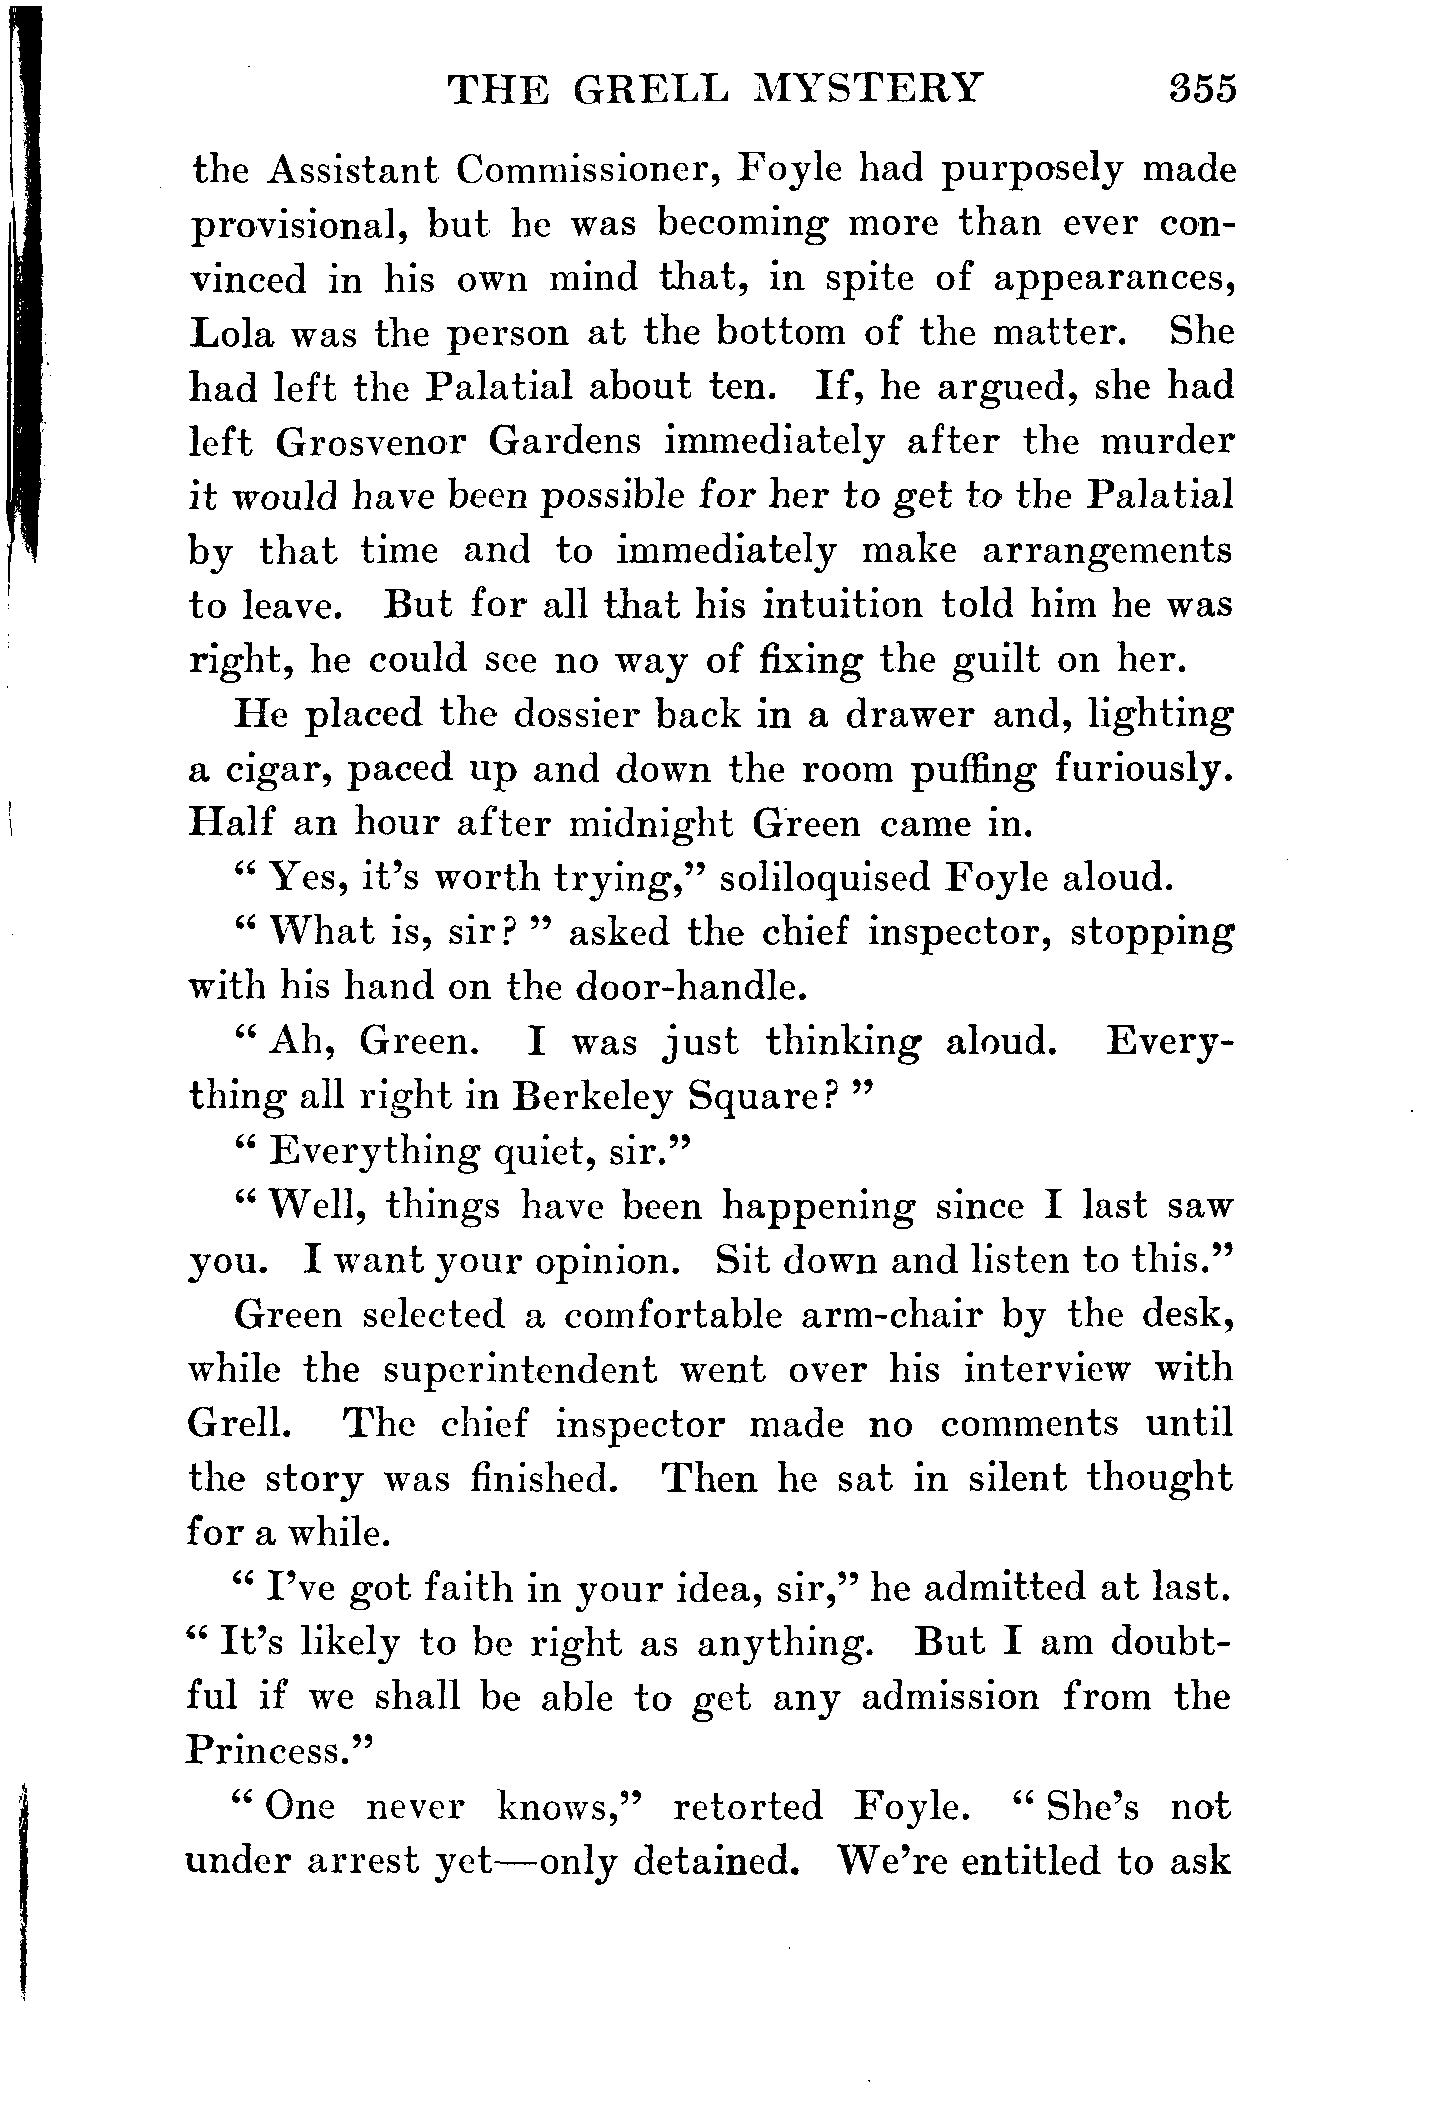 THE GRELL MYSTERY 355
the Assistant Commissioner, Foyle had purposely made
provisional, but he was becoming more than ever con-
vinced in his own mind that, in spite of appearances,
Lola was the person at the bottom of the matter. She
had left the Palatial about ten. If, he argued, she had
left Grosvenor Gardens immediately after the murder
it would have been possible for her to get to the Palatial
by that time and to immediately make arrangements
to leave. But for all that his intuition told him he was
right, he could see no way of fixing the guilt on her.
He placed the dossier back in a drawer and, lighting
a cigar, paced up and down the room puffing furiously.
Half an hour after midnight Green came in.
“ Yes, it’s worth trying,” soliloquised Foyle aloud.
“ What is, sir? ” asked the chief inspector, stopping
with his hand on the door-handle.
“ Ah, Green. I was just thinking aloud. Every-
thing all right in Berkeley Square? ”
“ Everything quiet, sir.”
“ Well, things have been happening since I last saw
you. I want your opinion. Sit down and listen to this.”
Green selected a comfortable arm-chair by the desk,
while the superintendent went over his interview with
Grell. The chief inspector made no comments until
the story was finished. Then he sat in silent thought
for a while.
“ I’ve got faith in your idea, sir,” he admitted at last.
“ It’s likely to be right as anything. But I am doubt-
ful if we shall be able to get any admission from the
Princess.”
“ One never knows,” retorted Foyle. “ She’s not
under arrest yet—only detained. We’re entitled to ask